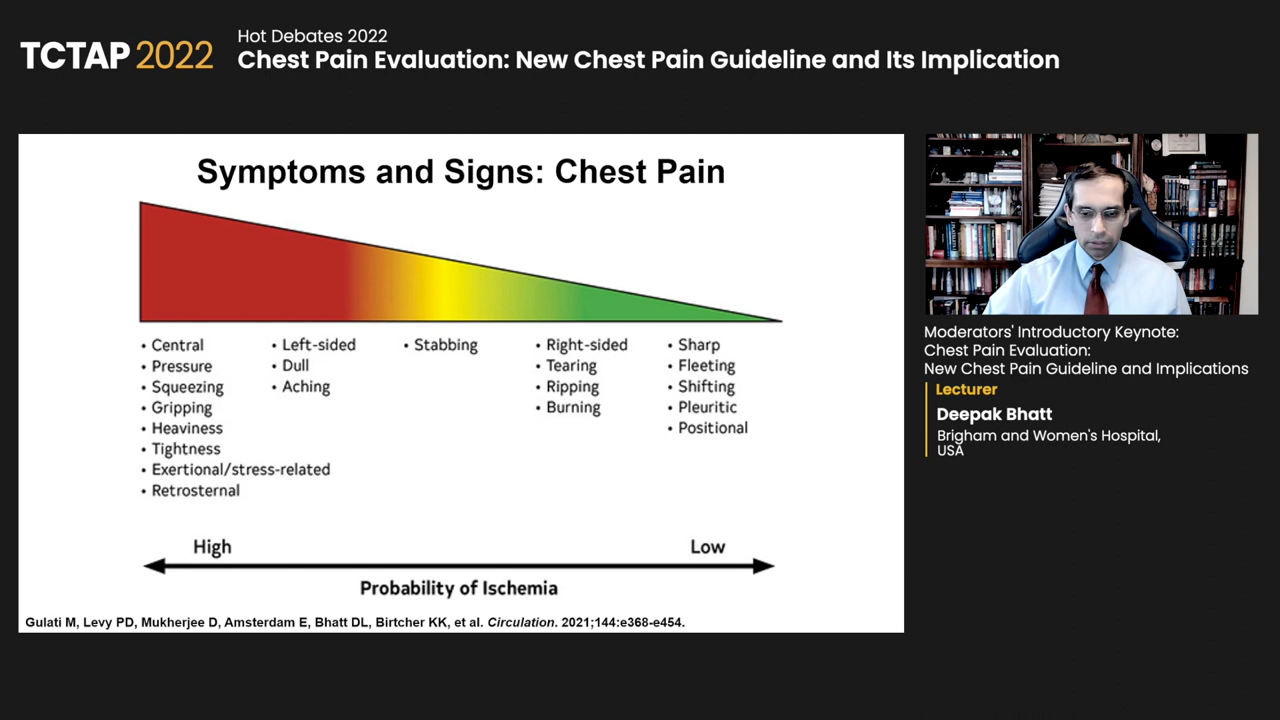 TCTAP 2022
Hot Debates 2022
Chest Pain Evaluation: New Chest Pain Guideline and Its Implication
Symptoms and Signs: Chest Pain
• Central
• Pressure
• Squeezing
• Gripping
• Heaviness
• Tightness
• Exertional/stress-related
• Retrosternal
• Left-sided
• Dull
• Aching
• Stabbing
• Right-sided
• Tearing
• Ripping
• Burning
• Sharp
• Fleeting
• Shifting
• Pleuritic
• Positional
High
Low
Probability of Ischemia
Gulati M, Levy PD, Mukherjee D, Amsterdam E, Bhatt DL, Birtcher KK, et al. Circulation. 2021;144:e368-e454.
Moderators' Introductory Keynote:
Chest Pain Evaluation:
New Chest Pain Guideline and Implications
Lecturer
Deepak Bhatt
Brigham and Women's Hospital,
USA